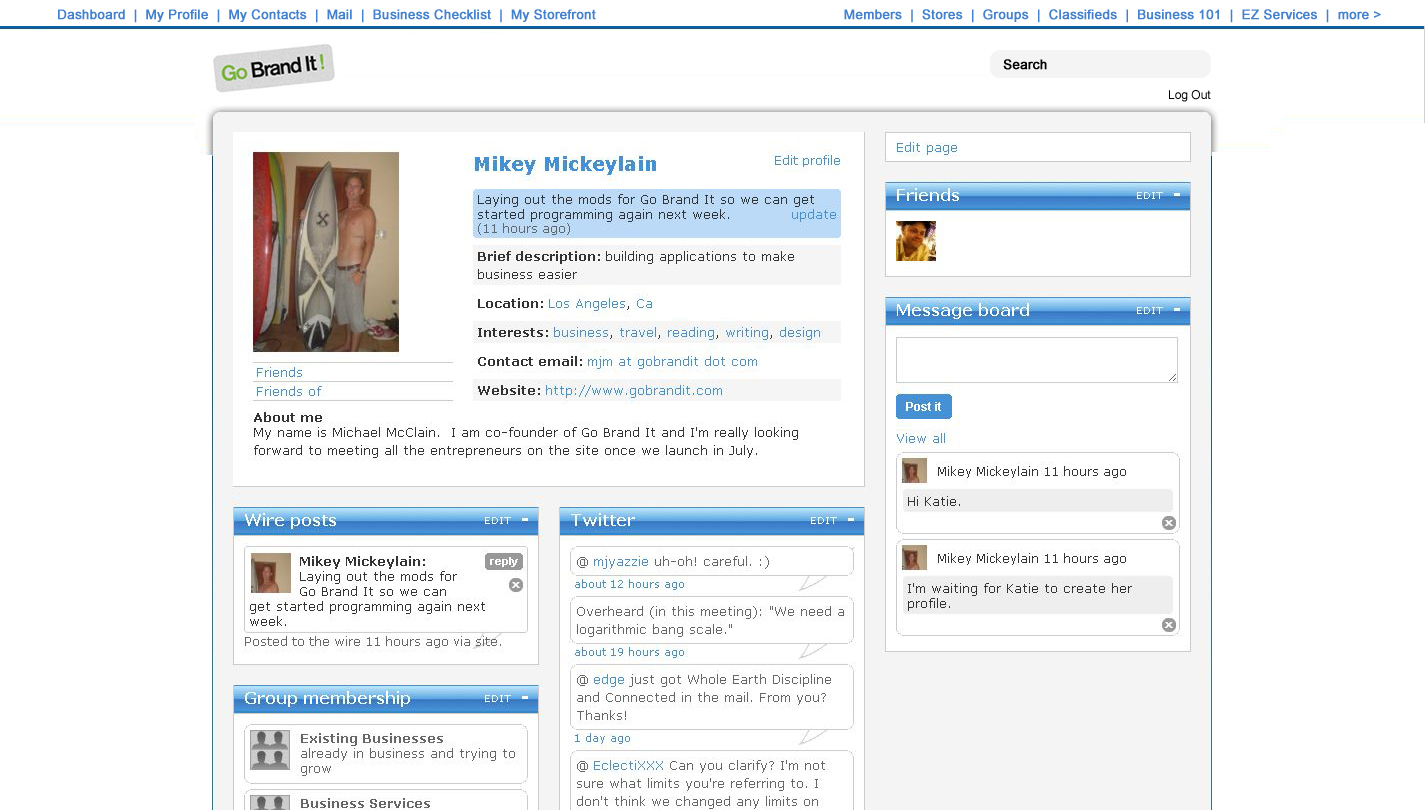 Dashboard | My Profile | My Contacts | Mail | Business Checklist | My Storefront
Members | Stores | Groups | Classifieds | Business 101 | EZ Services | more >
Go Brand It!
Search
Log Out
Mikey Mickeylain
Edit profile
Laying out the mods for Go Brand It so we can get
started programming again next week. update
(11 hours ago)
Brief description: building applications to make
business easier
Location: Los Angeles, Ca
Interests: business, travel, reading, writing, design
Contact email: mjm at gobrandit dot com
Website: http://www.gobrandit.com
Friends
Friends of
About me
My name is Michael McClain. I am co-founder of Go Brand It and I'm really looking
forward to meeting all the entrepreneurs on the site once we launch in July.
Wire posts EDIT -
Mikey Mickeylain: reply
Laying out the mods for
Go Brand It so we can
get started programming again next
week.
Posted to the wire 11 hours ago via site.
Group membership EDIT -
Existing Businesses
already in business and trying to
grow
Business Services
Twitter EDIT -
@ mjyazzie uh-oh! careful. :)
about 12 hours ago
Overheard (in this meeting): "We need a
logarithmic bang scale."
about 19 hours ago
@ edge just got Whole Earth Discipline
and Connected in the mail. From you?
Thanks!
1 day ago
@ EclectiXXX Can you clarify? I'm not
sure what limits you're referring to. I
don't think we changed any limits on
Edit page
Friends EDIT -
Message board EDIT -
Post it
View all
Mikey Mickeylain 11 hours ago
Hi Katie.
Mikey Mickeylain 11 hours ago
I'm waiting for Katie to create her
profile.